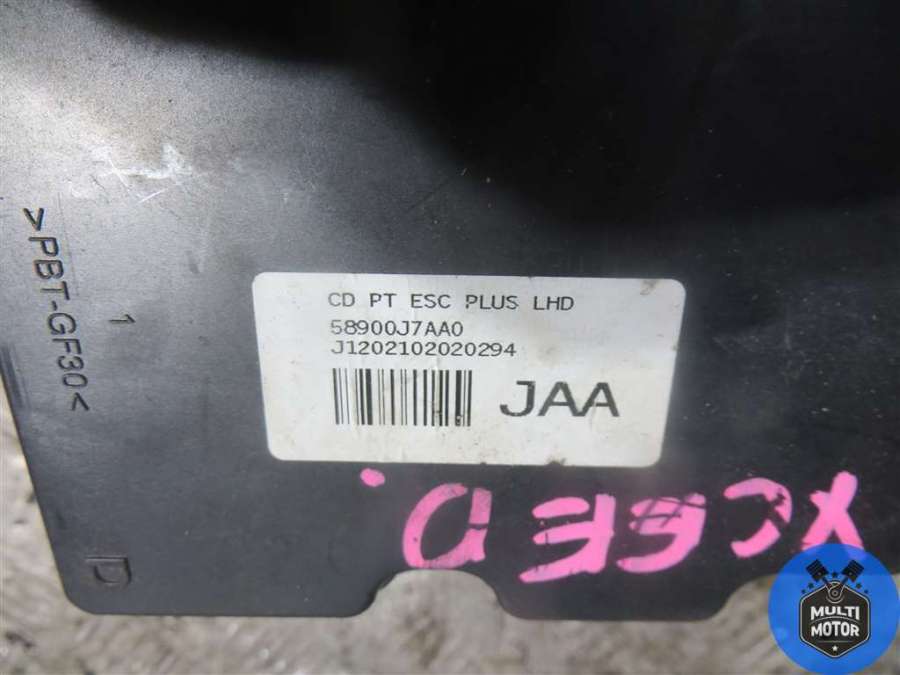 >PBT-GF30<
1
CD PT ESC PLUS LHD
58900J7AA0
J1202102020294
JAA
XCEED.
D
MULTI
MOTOR